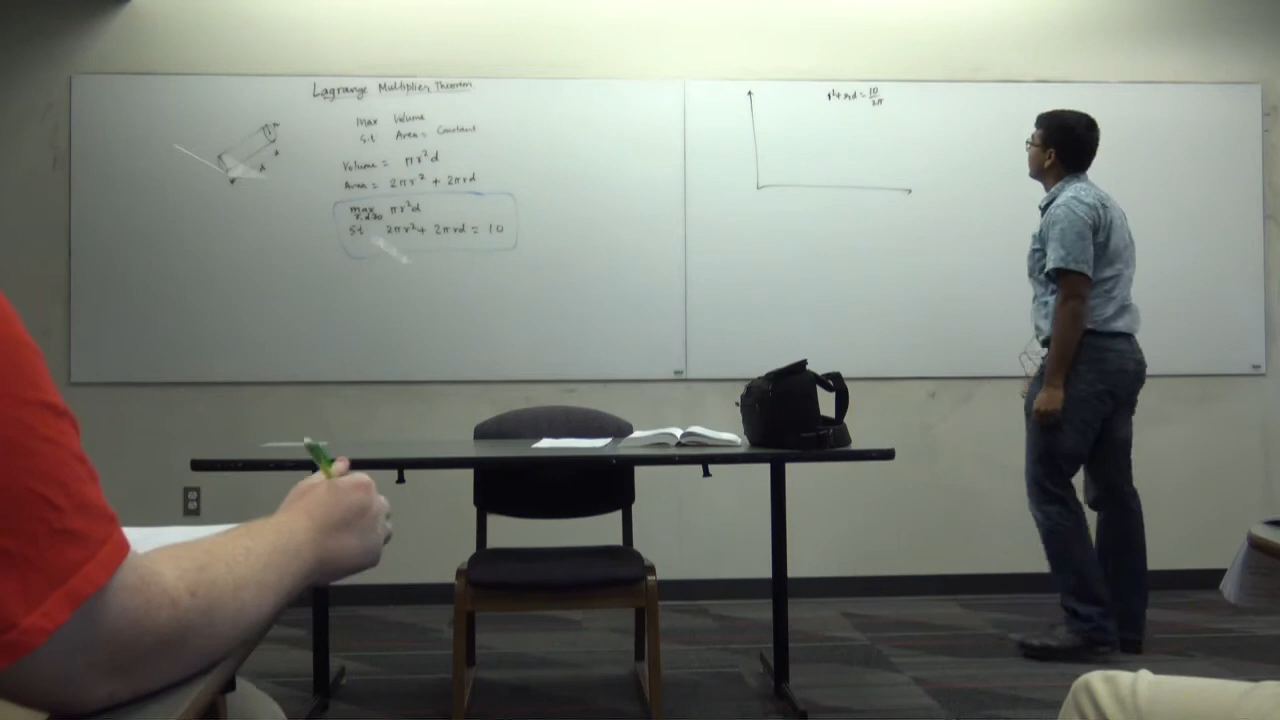 Lagrange Multiplier Theorem
Max Volume
s.t Area = Constant
Volume = πr²d
Area = 2πr² + 2πrd
max πr²d
r,d≥0
s.t 2πr² + 2πrd = 10
r² + rd = 10/2π